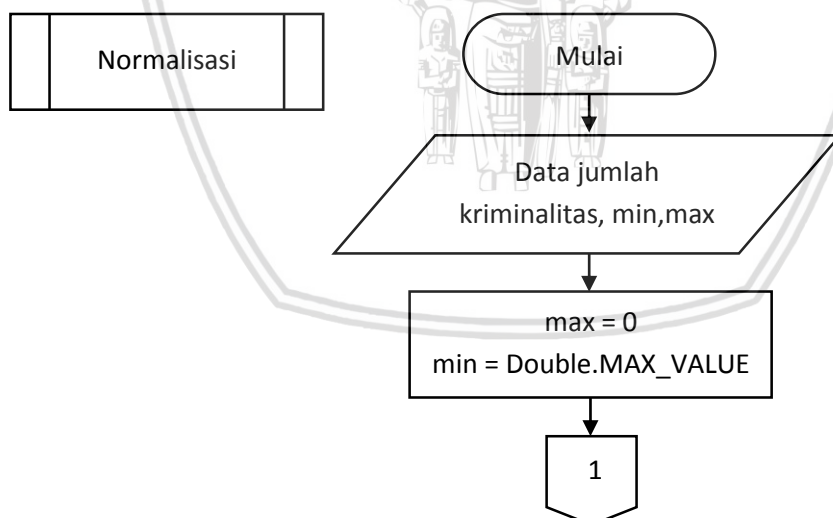 Normalisasi
Mulai
Data jumlah
kriminalitas, min,max
max = 0
min = Double.MAX_VALUE
1